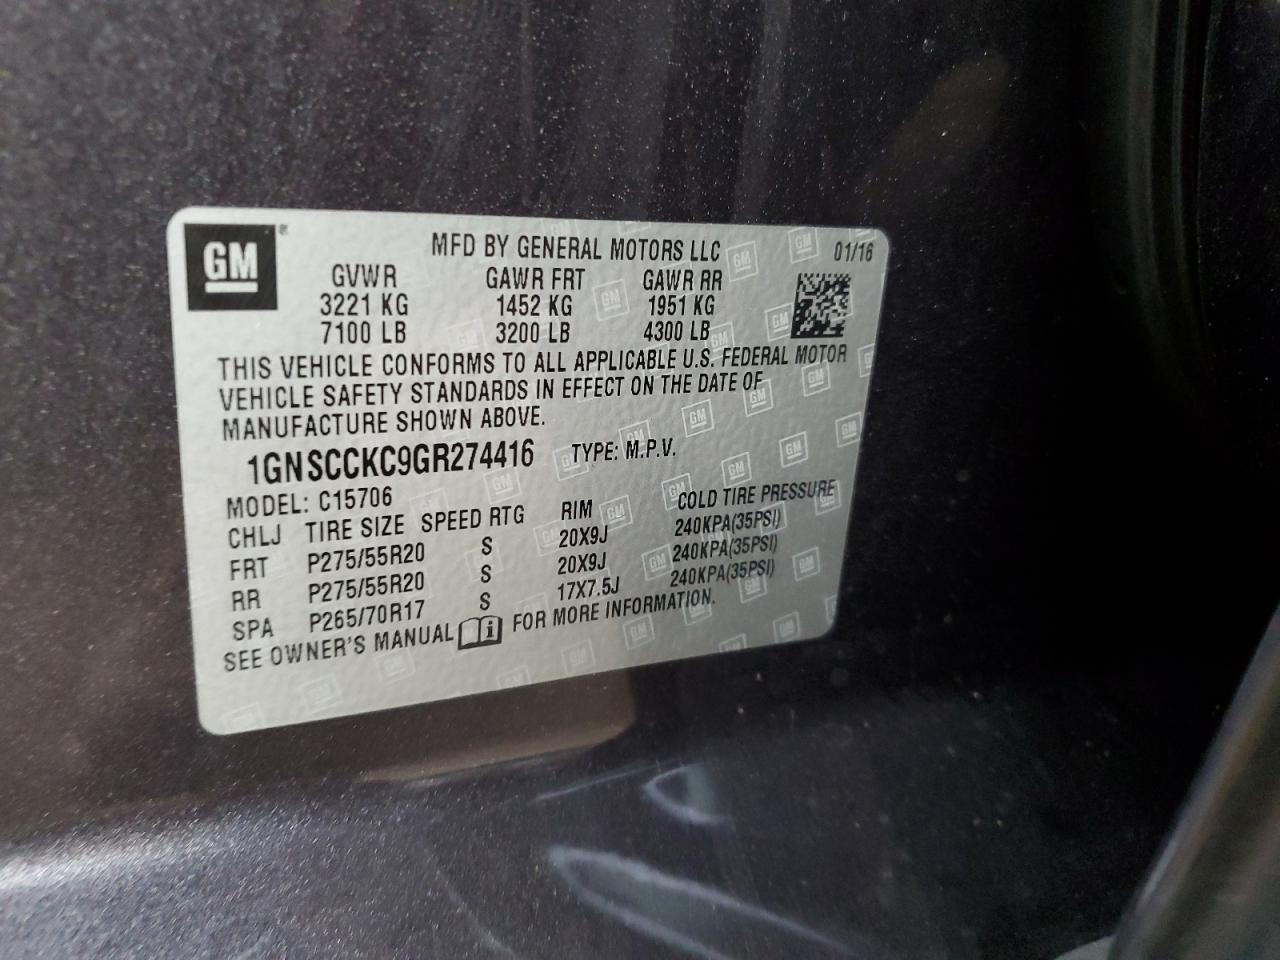 GM ®
MFD BY GENERAL MOTORS LLC 01/16
GVWR GAWR FRT GAWR RR
3221 KG 1452 KG 1951 KG
7100 LB 3200 LB 4300 LB
THIS VEHICLE CONFORMS TO ALL APPLICABLE U.S. FEDERAL MOTOR
VEHICLE SAFETY STANDARDS IN EFFECT ON THE DATE OF
MANUFACTURE SHOWN ABOVE.
1GNSCCKC9GR274416 TYPE: M.P.V.
MODEL: C15706
CHLJ TIRE SIZE SPEED RTG RIM COLD TIRE PRESSURE
FRT P275/55R20 S 20X9J 240KPA(35PSI)
RR P275/55R20 S 20X9J 240KPA(35PSI)
SPA P265/70R17 S 17X7.5J 240KPA(35PSI)
SEE OWNER'S MANUAL FOR MORE INFORMATION.